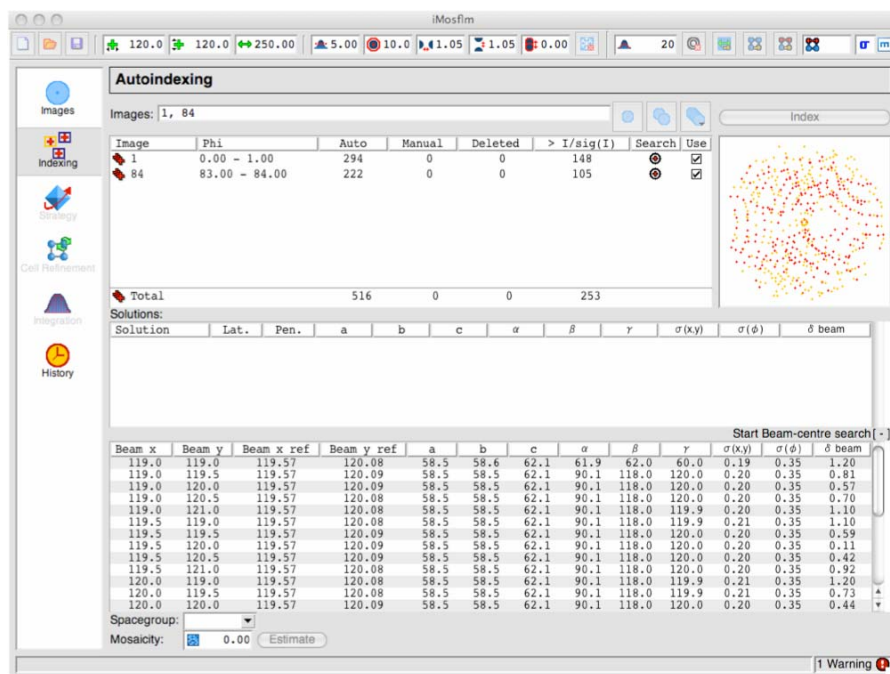 iMosflm
120.0 120.0 250.00 5.00 10.0 1.05 1.05 0.00 20 σ m
Autoindexing
Images
Indexing
Strategy
Cell Refinement
Integration
History
Images: 1, 84
Index
Image Phi Auto Manual Deleted > I/sig(I) Search Use
1 0.00 - 1.00 294 0 0 148
84 83.00 - 84.00 222 0 0 105
Total 516 0 0 253
Solutions:
Solution Lat. Pen. a b c α β γ σ(x,y) σ(ϕ) δ beam
Start Beam-centre search [ - ]
Beam x Beam y Beam x ref Beam y ref a b c α β γ σ(x,y) σ(ϕ) δ beam
119.0 119.0 119.57 120.08 58.5 58.6 62.1 61.9 62.0 60.0 0.19 0.35 1.20
119.0 119.5 119.57 120.09 58.5 58.5 62.1 90.1 118.0 120.0 0.20 0.35 0.81
119.0 120.0 119.57 120.09 58.5 58.5 62.1 90.1 118.0 120.0 0.20 0.35 0.57
119.0 120.5 119.57 120.08 58.5 58.5 62.1 90.1 118.0 120.0 0.20 0.35 0.70
119.0 121.0 119.57 120.08 58.5 58.5 62.1 90.1 118.0 119.9 0.20 0.35 1.10
119.5 119.0 119.57 120.08 58.5 58.5 62.1 90.1 118.0 119.9 0.21 0.35 1.10
119.5 119.5 119.57 120.09 58.5 58.5 62.1 90.1 118.0 120.0 0.20 0.35 0.59
119.5 120.0 119.57 120.09 58.5 58.5 62.1 90.1 118.0 120.0 0.20 0.35 0.11
119.5 120.5 119.57 120.09 58.5 58.5 62.1 90.1 118.0 120.0 0.20 0.35 0.42
119.5 121.0 119.57 120.08 58.5 58.5 62.1 90.1 118.0 120.0 0.20 0.35 0.92
120.0 119.0 119.57 120.08 58.5 58.5 62.1 90.1 118.0 119.9 0.21 0.35 1.20
120.0 119.5 119.57 120.09 58.5 58.5 62.1 90.1 118.0 119.9 0.21 0.35 0.73
120.0 120.0 119.57 120.09 58.5 58.5 62.1 90.1 118.0 120.0 0.20 0.35 0.44
Spacegroup:
Mosaicity: 0.00 Estimate
1 Warning